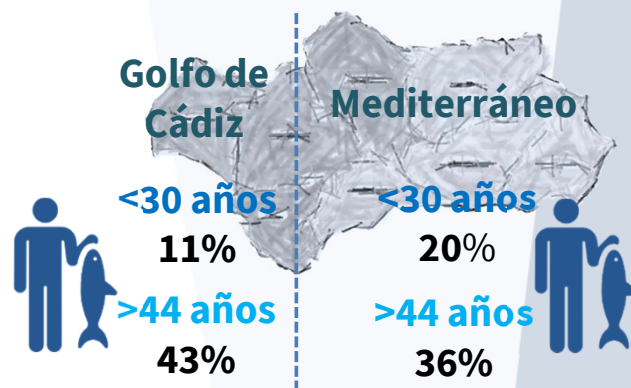 Golfo de
Cádiz
<30 años
11%
>44 años
43%
Mediterráneo
<30 años
20%
>44 años
36%